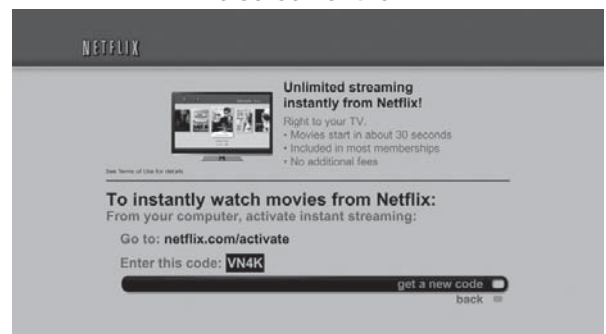 NETFLIX
Unlimited streaming
instantly from Netflix!
Right to your TV.
• Movies start in about 30 seconds
• Included in most memberships
• No additional fees
See Terms of Use for details
To instantly watch movies from Netflix:
From your computer, activate instant streaming:
Go to: netflix.com/activate
Enter this code: VN4K
get a new code
back